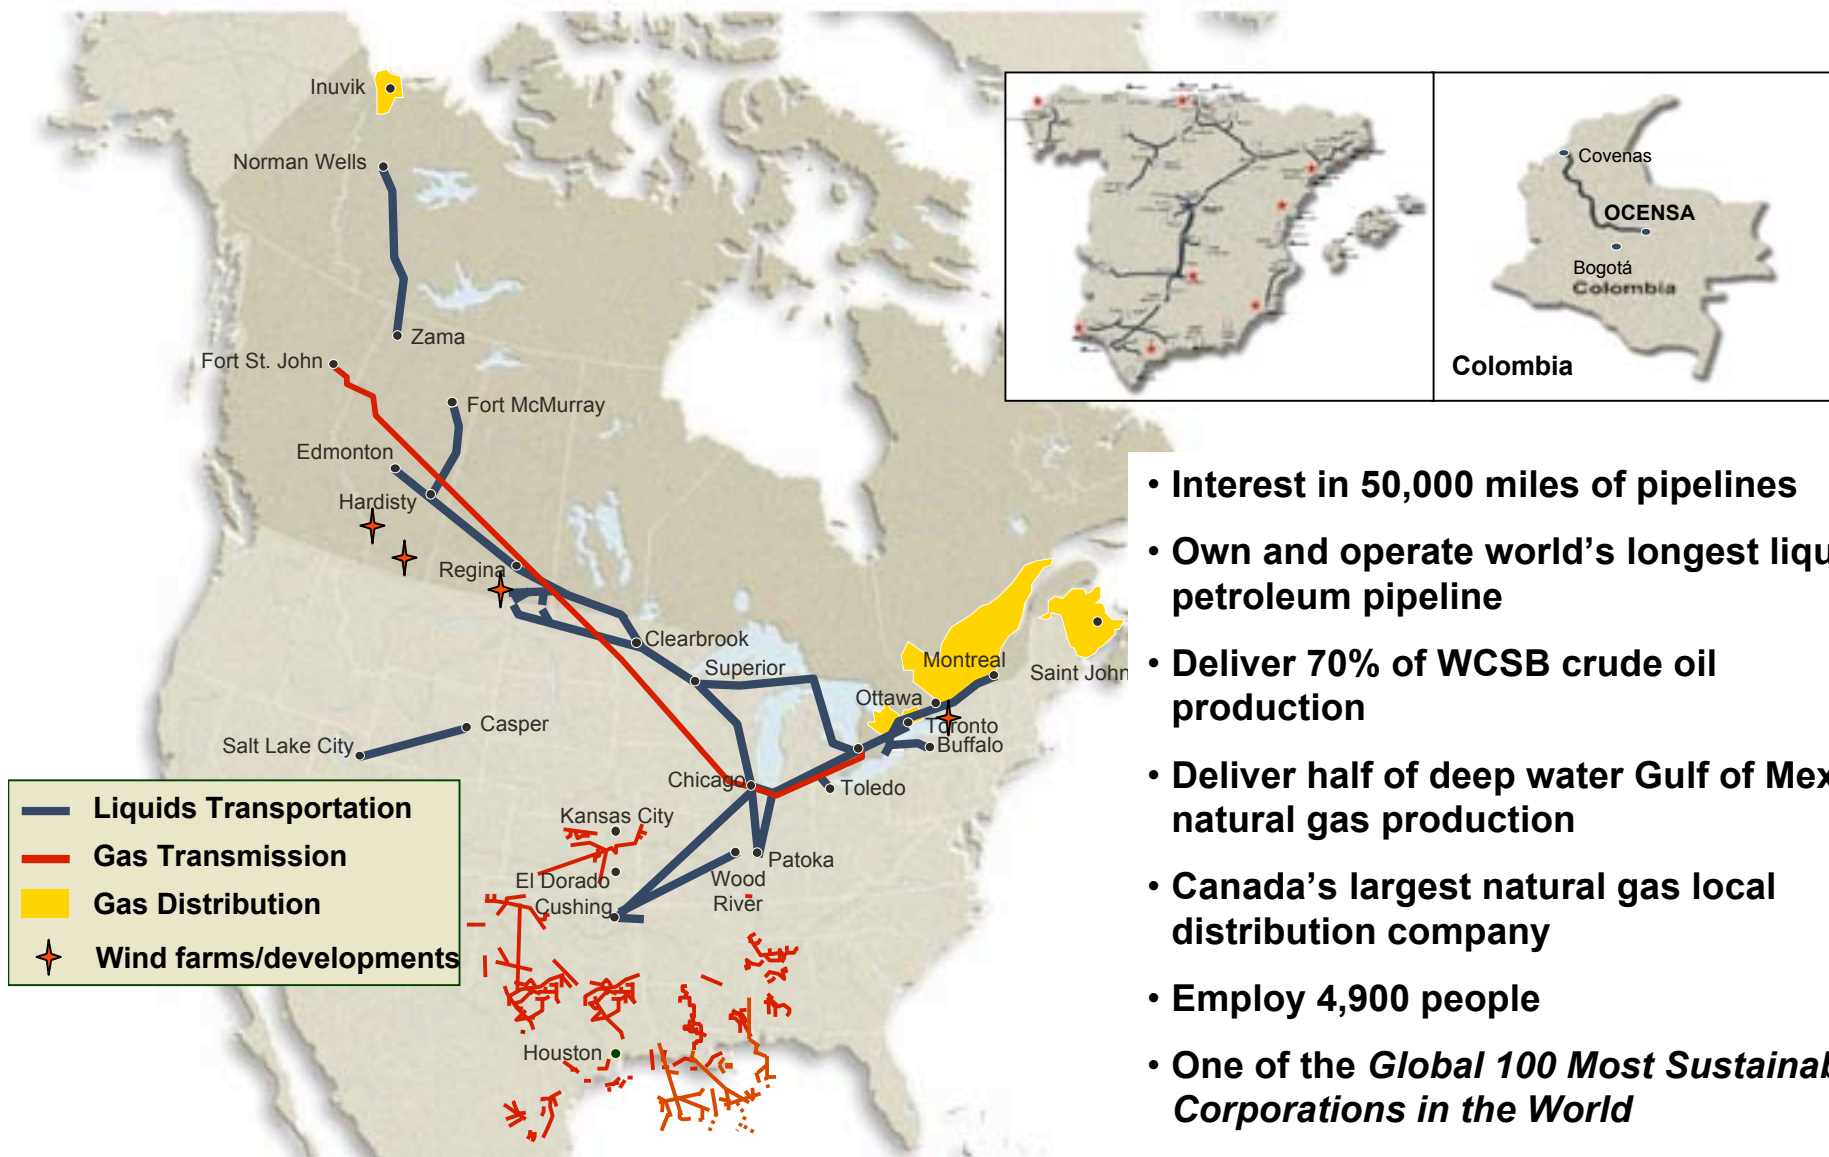 Inuvik
Norman Wells
Zama
Fort St. John
Fort McMurray
Edmonton
Hardisty
Regina
Clearbrook
Superior
Montreal
Saint John
Ottawa
Toronto
Buffalo
Casper
Salt Lake City
Chicago
Toledo
Kansas City
Patoka
El Dorado
Wood
River
Cushing
Houston
Liquids Transportation
Gas Transmission
Gas Distribution
Wind farms/developments
Covenas
OCENSA
Bogotá
Colombia
Colombia
• Interest in 50,000 miles of pipelines
• Own and operate world’s longest liqu
petroleum pipeline
• Deliver 70% of WCSB crude oil
production
• Deliver half of deep water Gulf of Mex
natural gas production
• Canada’s largest natural gas local
distribution company
• Employ 4,900 people
• One of the Global 100 Most Sustainab
Corporations in the World